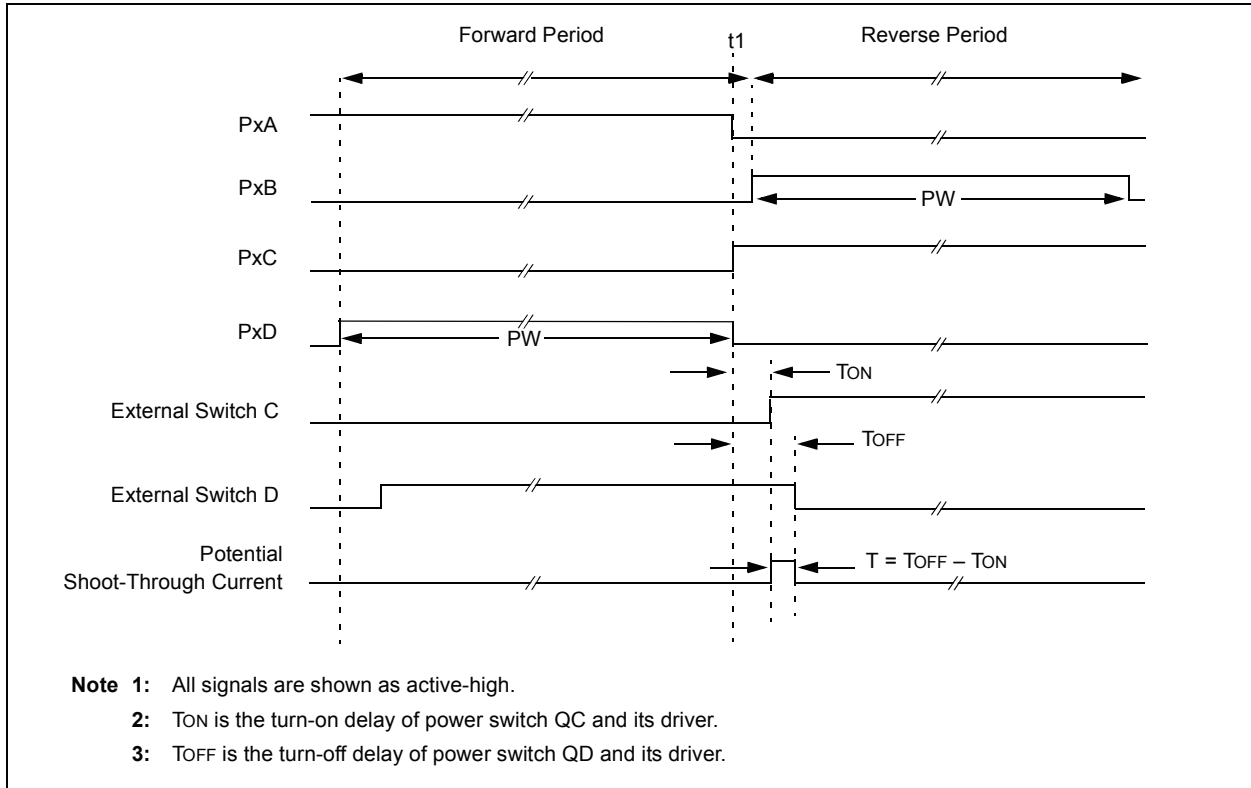 Forward Period
t1
Reverse Period
PxA
PxB
PW
PxC
PxD
PW
TON
External Switch C
TOFF
External Switch D
Potential
Shoot-Through Current
T = TOFF – TON
Note 1: All signals are shown as active-high.
2: TON is the turn-on delay of power switch QC and its driver.
3: TOFF is the turn-off delay of power switch QD and its driver.